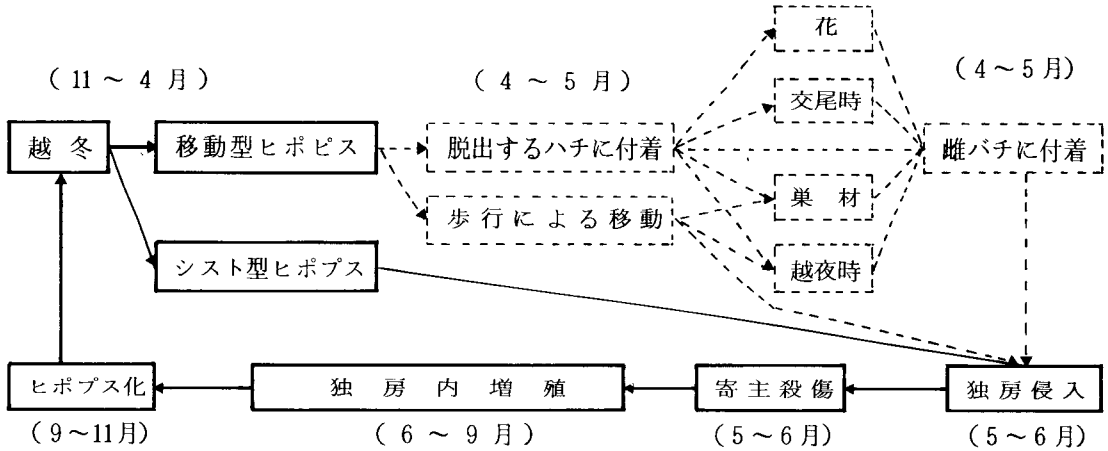 花
( 11 ～ 4 月 )
( 4 ～ 5 月 )
( 4 ～ 5 月 )
交尾時
越 冬
移動型ヒポピス
脱出するハチに付着
雌バチに付着
巣 材
歩行による移動
シスト型ヒポプス
越夜時
ヒポプス化
独 房 内 増 殖
寄主殺傷
独房侵入
( 9 ～ 11 月 )
( 6 ～ 9 月 )
( 5 ～ 6 月 )
( 5 ～ 6 月 )